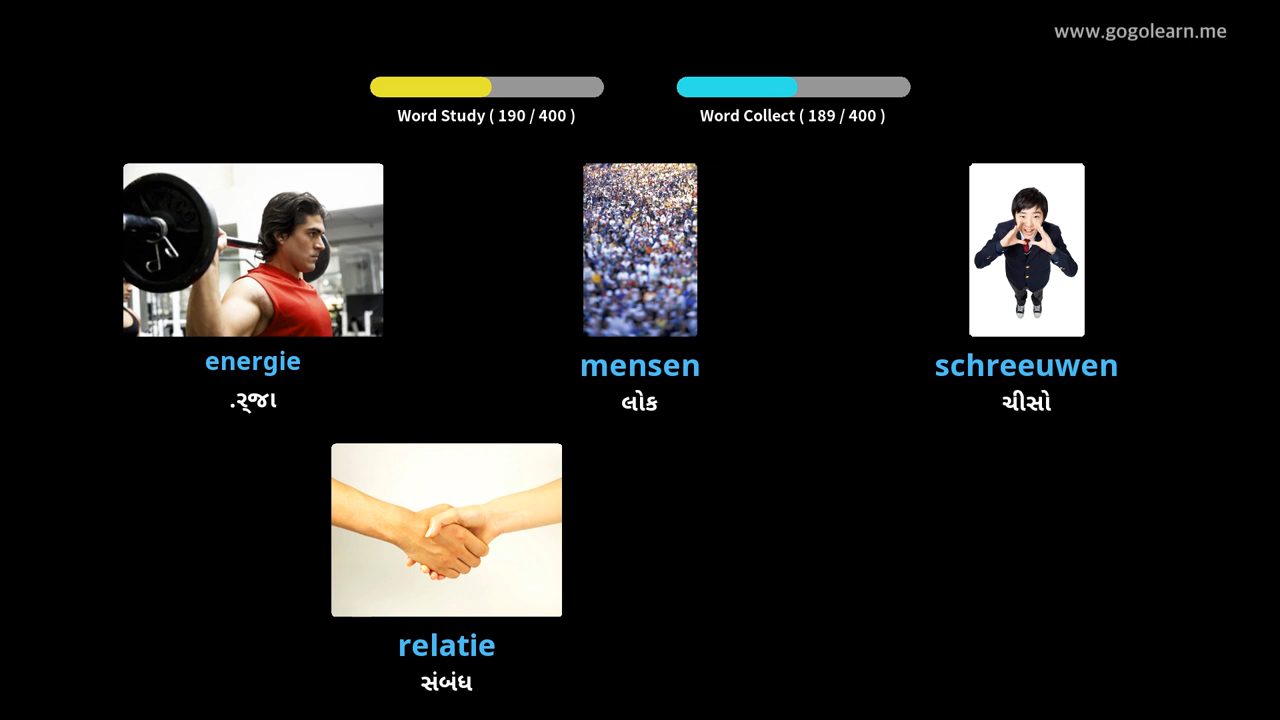 www.gogolearn.me
Word Study ( 190 / 400 )
Word Collect ( 189 / 400 )
energie
mensen
schreeuwen
.ર્જા
લોક
ચીસો
relatie
સંબંધ